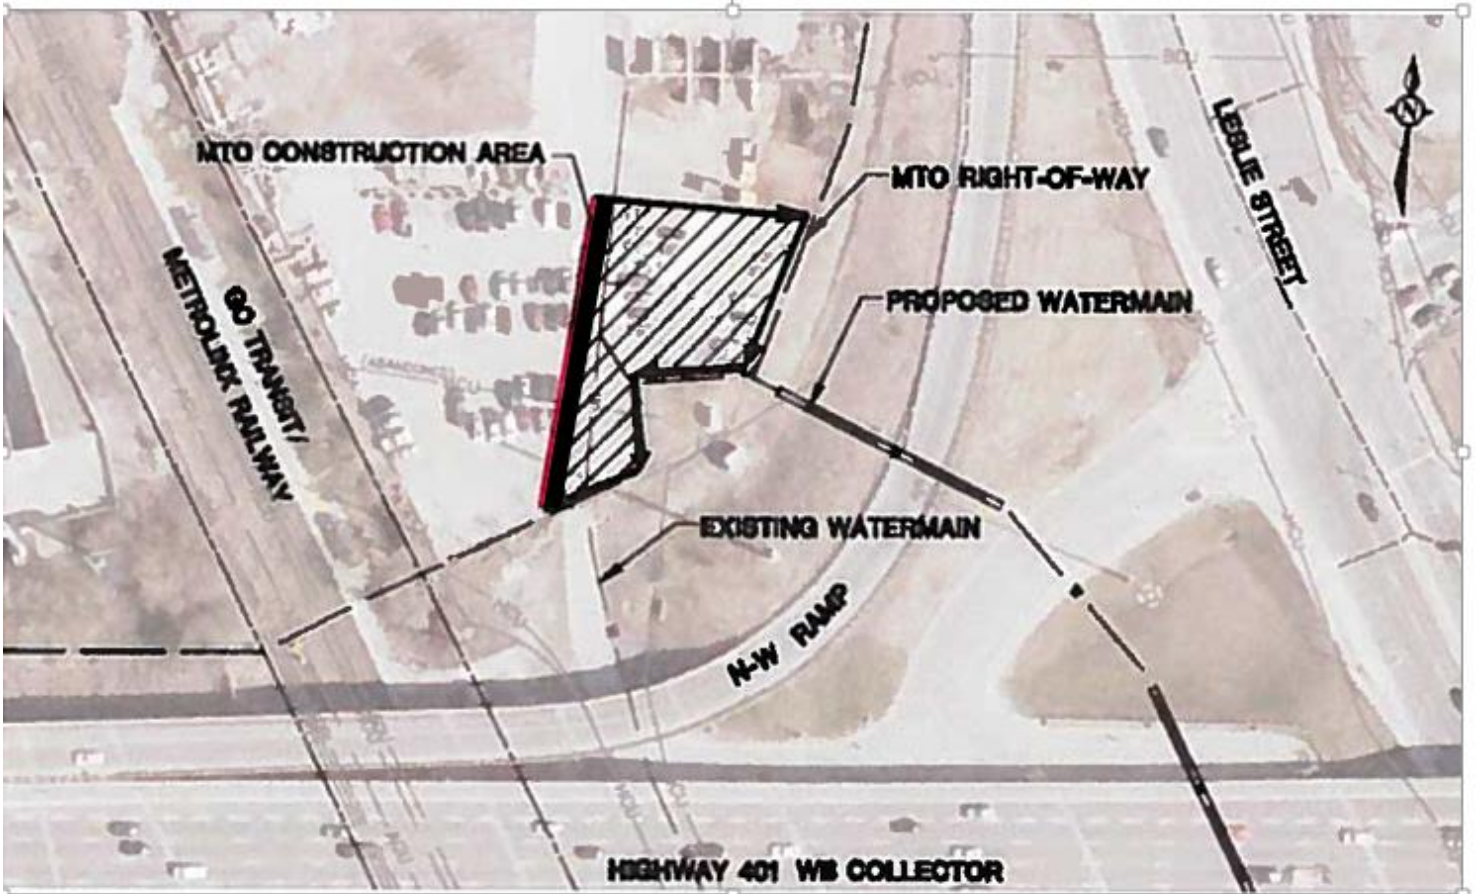 MTO CONSTRUCTION AREA
MTO RIGHT-OF-WAY
LESLIE STREET
N
PROPOSED WATERMAIN
GO TRANSIT/
METROLINX RAILWAY
EXISTING WATERMAIN
N-W RAMP
HIGHWAY 401 WB COLLECTOR